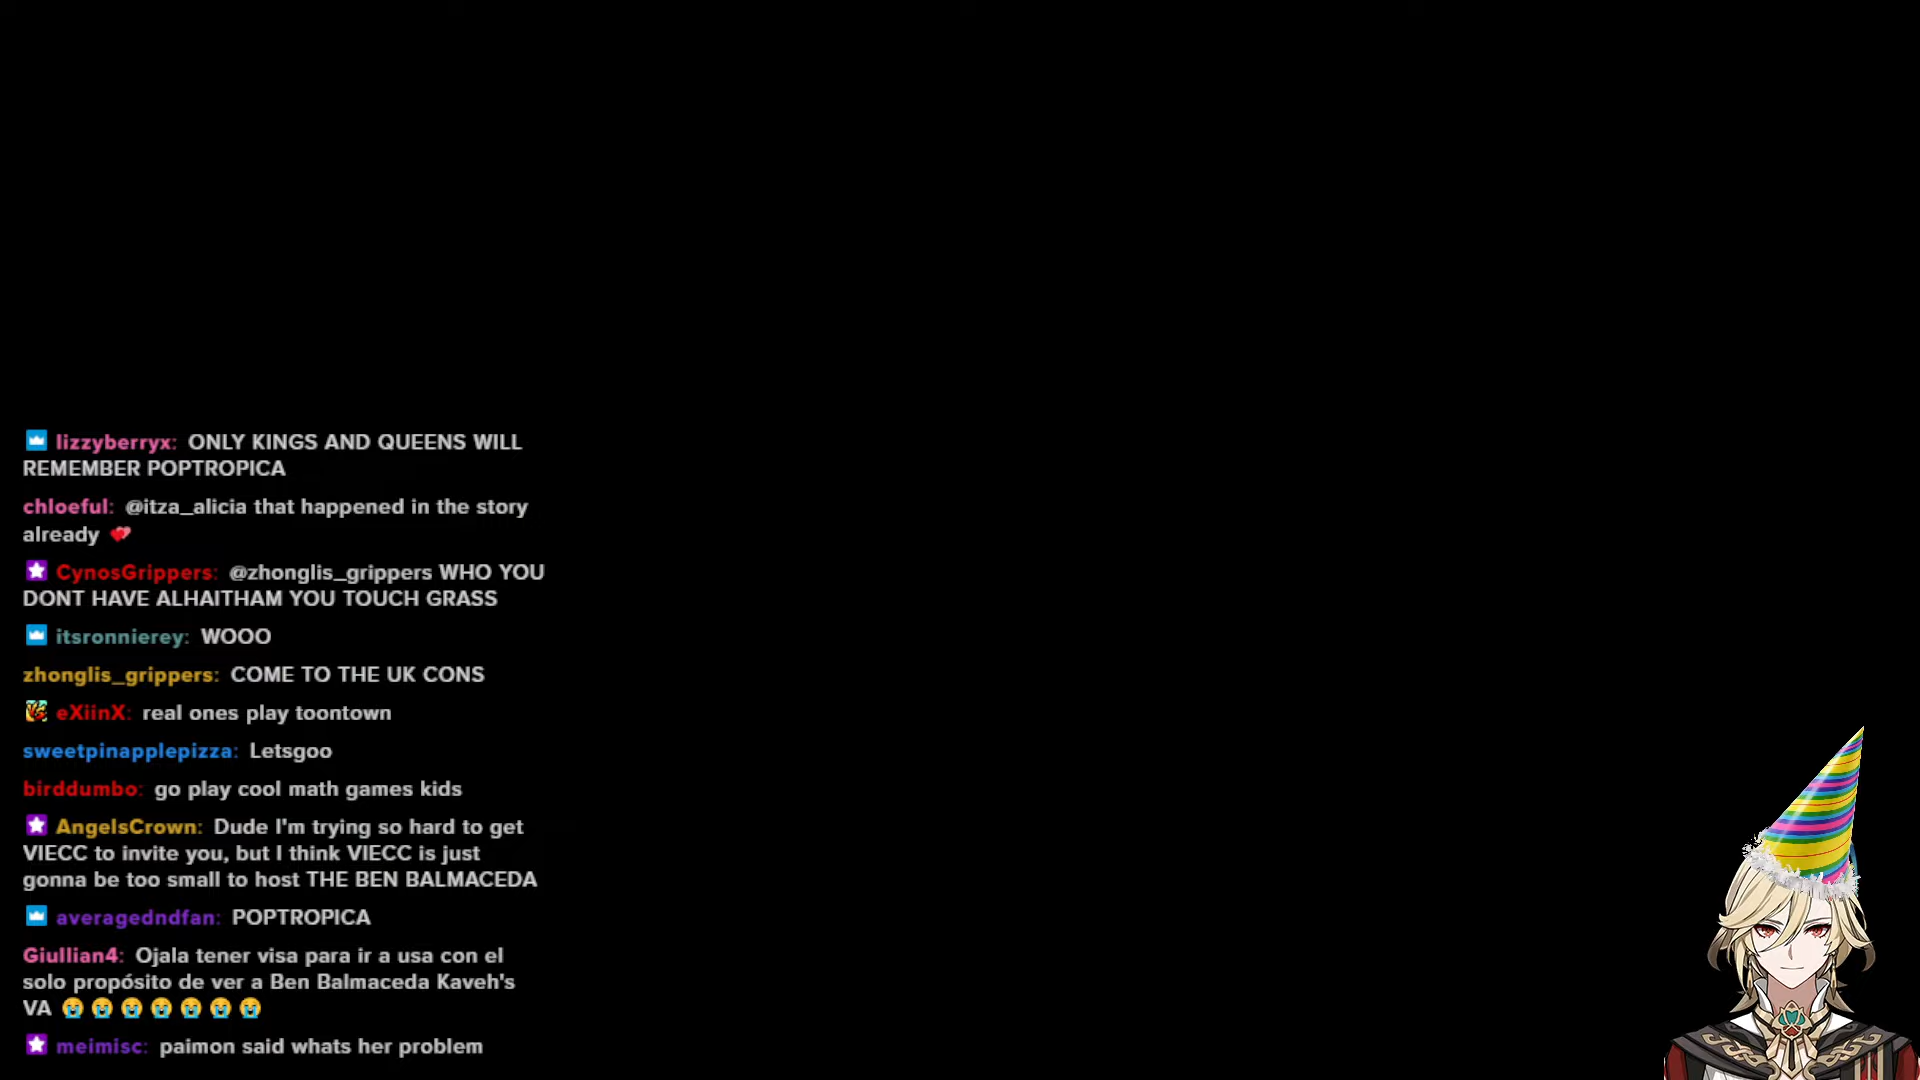 lizzyberryx: ONLY KINGS AND QUEENS WILL
REMEMBER POPTROPICA
chloeful: @itza_alicia that happened in the story
already 💕
CynosGrippers: @zhonglis_grippers WHO YOU
DONT HAVE ALHAITHAM YOU TOUCH GRASS
itsronnierey: WOOO
zhonglis_grippers: COME TO THE UK CONS
eXiinX: real ones play toontown
sweetpinapplepizza: Letsgoo
birddumbo: go play cool math games kids
AngelsCrown: Dude I'm trying so hard to get
VIECC to invite you, but I think VIECC is just
gonna be too small to host THE BEN BALMACEDA
averagedndfan: POPTROPICA
Giullian4: Ojala tener visa para ir a usa con el
solo propósito de ver a Ben Balmaceda Kaveh's
VA 😭😭😭😭😭😭😭
meimisc: paimon said whats her problem